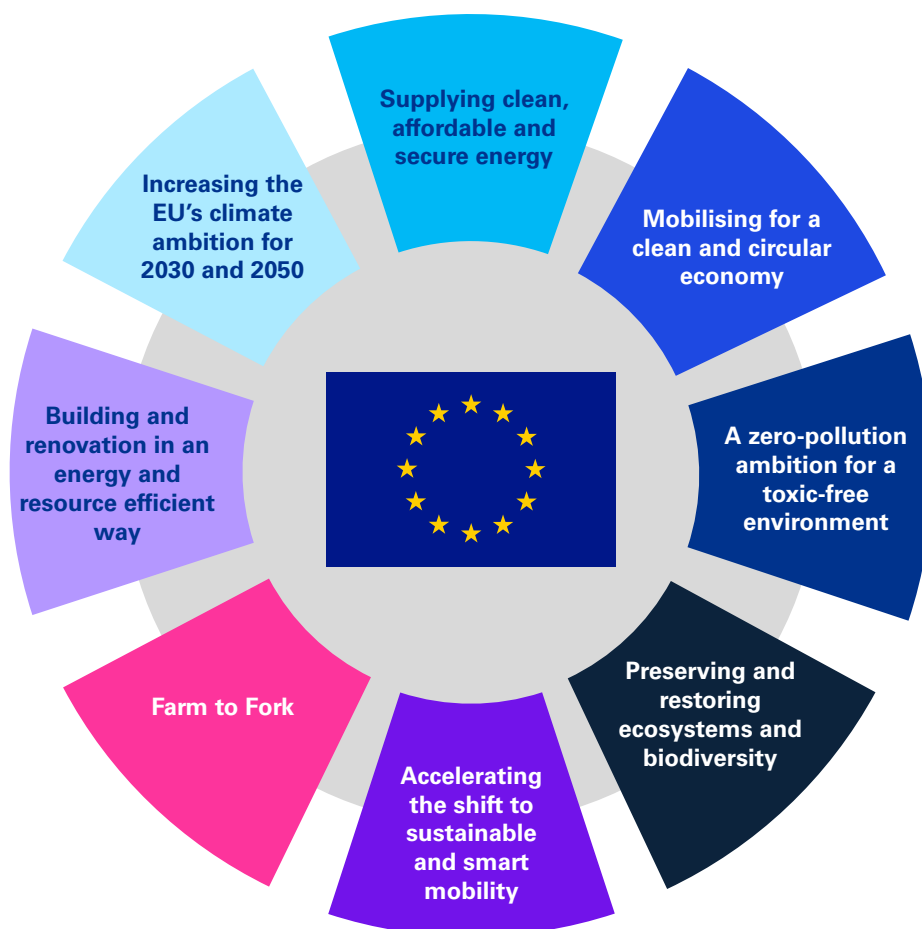 Supplying clean,
affordable and
secure energy
Mobilising for a
clean and circular
economy
A zero-pollution
ambition for a
toxic-free
environment
Preserving and
restoring
ecosystems and
biodiversity
Accelerating
the shift to
sustainable
and smart
mobility
Farm to Fork
Building and
renovation in an
energy and
resource efficient
way
Increasing the
EU's climate
ambition for
2030 and 2050